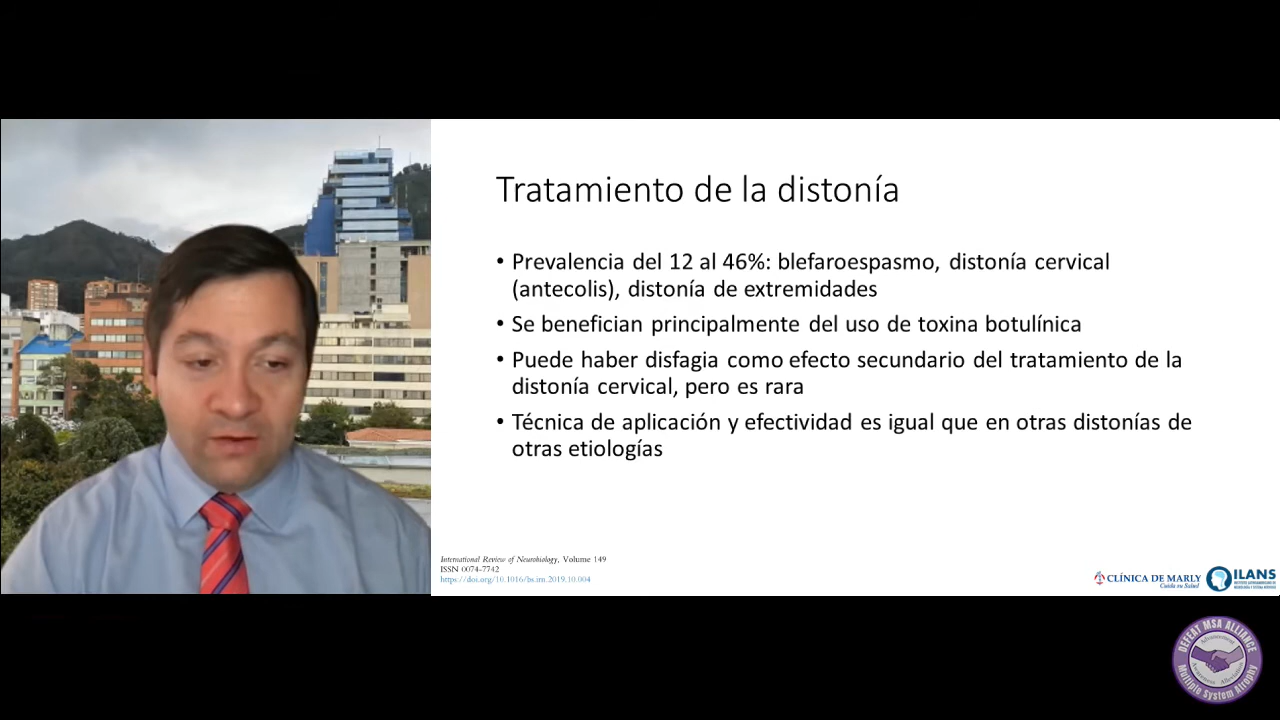 Tratamiento de la distonía
• Prevalencia del 12 al 46%: blefaroespasmo, distonía cervical
(antecolis), distonía de extremidades
• Se benefician principalmente del uso de toxina botulínica
• Puede haber disfagia como efecto secundario del tratamiento de la
distonía cervical, pero es rara
• Técnica de aplicación y efectividad es igual que en otras distonías de
otras etiologías
International Review of Neurobiology, Volume 149
ISSN 0074-7742
https://doi.org/10.1016/bs.irn.2019.10.004
CLÍNICA DE MARLY
Cuida su Salud
ILANS
DEFEAT MSA ALLIANCE
Multiple System Atrophy